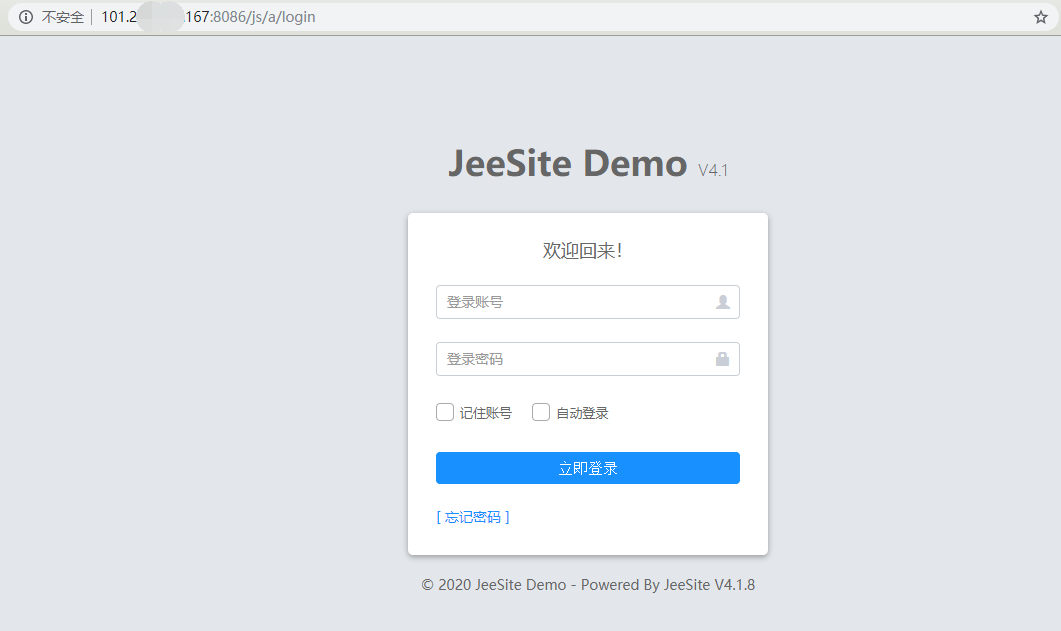 不安全 | 101.2 .167:8086/js/a/login
JeeSite Demo V4.1
欢迎回来!
登录账号
登录密码
记住账号 自动登录
立即登录
[ 忘记密码 ]
© 2020 JeeSite Demo - Powered By JeeSite V4.1.8